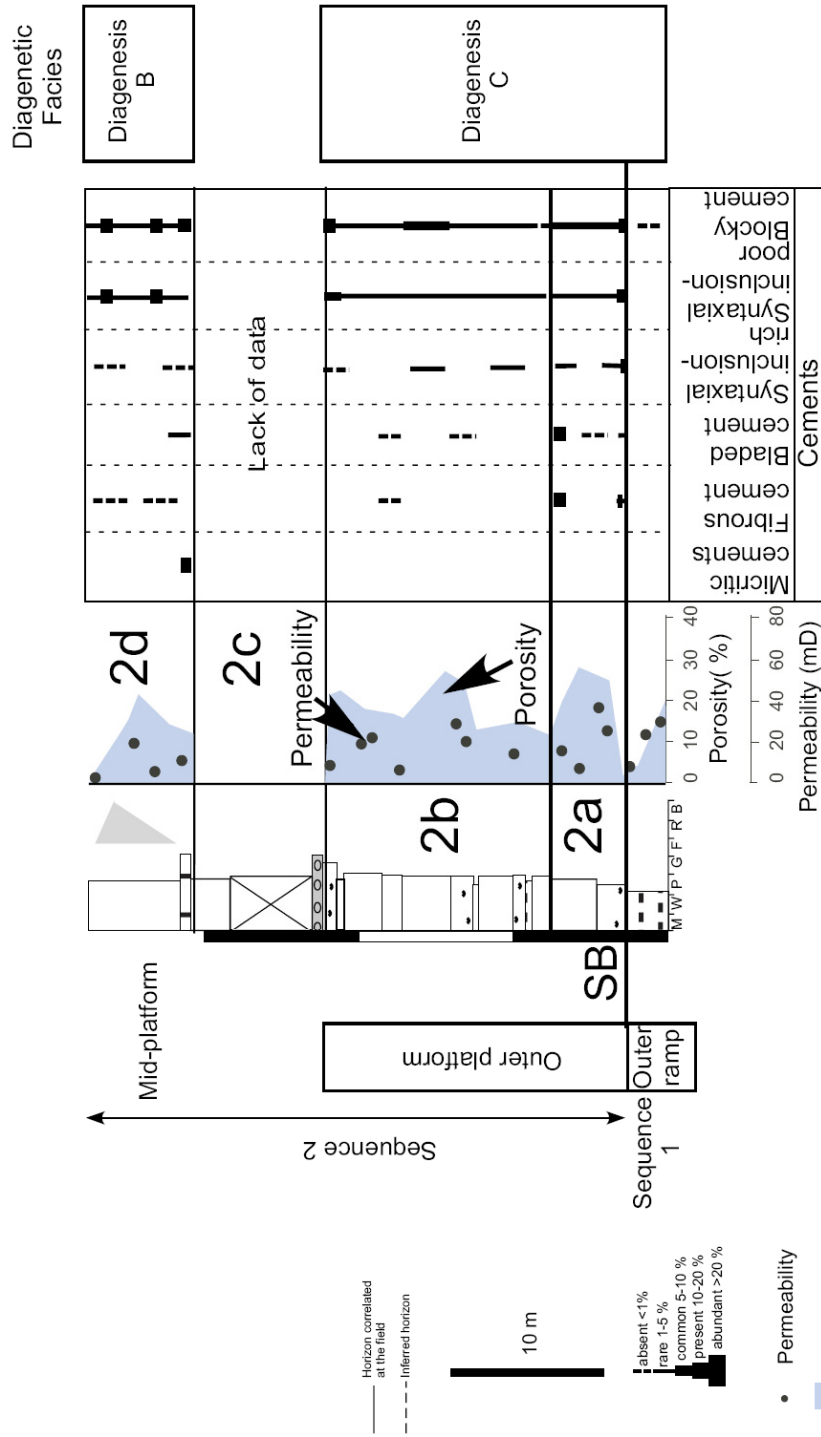 Diagenetic
Facies
Diagenesis
B
Diagenesis
C
Lack of data
Micritic
cements
Fibrous
cement
Bladed
cement
Syntaxial
inclusion-
rich
Syntaxial
inclusion-
poor
Blocky
cement
Cements
2d
2c
2b
2a
Permeability
Porosity
0 10 20 30 40
Porosity( %)
0 20 40 60 80
Permeability (mD)
M W P G F R B
SB
Mid-platform
Outer platform
Outer
ramp
Sequence 2
Sequence
1
Horizon correlated
at the field
Inferred horizon
10 m
absent <1%
rare 1-5 %
common 5-10 %
present 10-20 %
abundant >20 %
Permeability